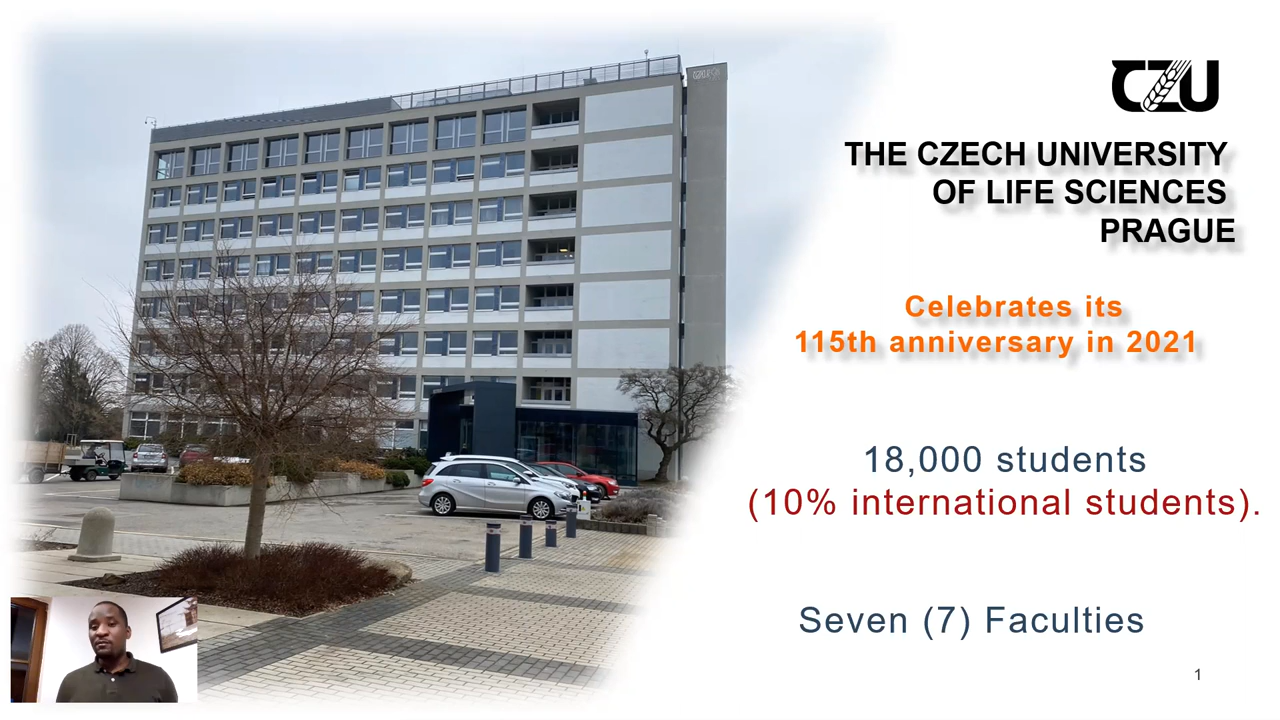 CZU
THE CZECH UNIVERSITY
OF LIFE SCIENCES
PRAGUE
Celebrates its
115th anniversary in 2021
18,000 students
(10% international students).
Seven (7) Faculties
1